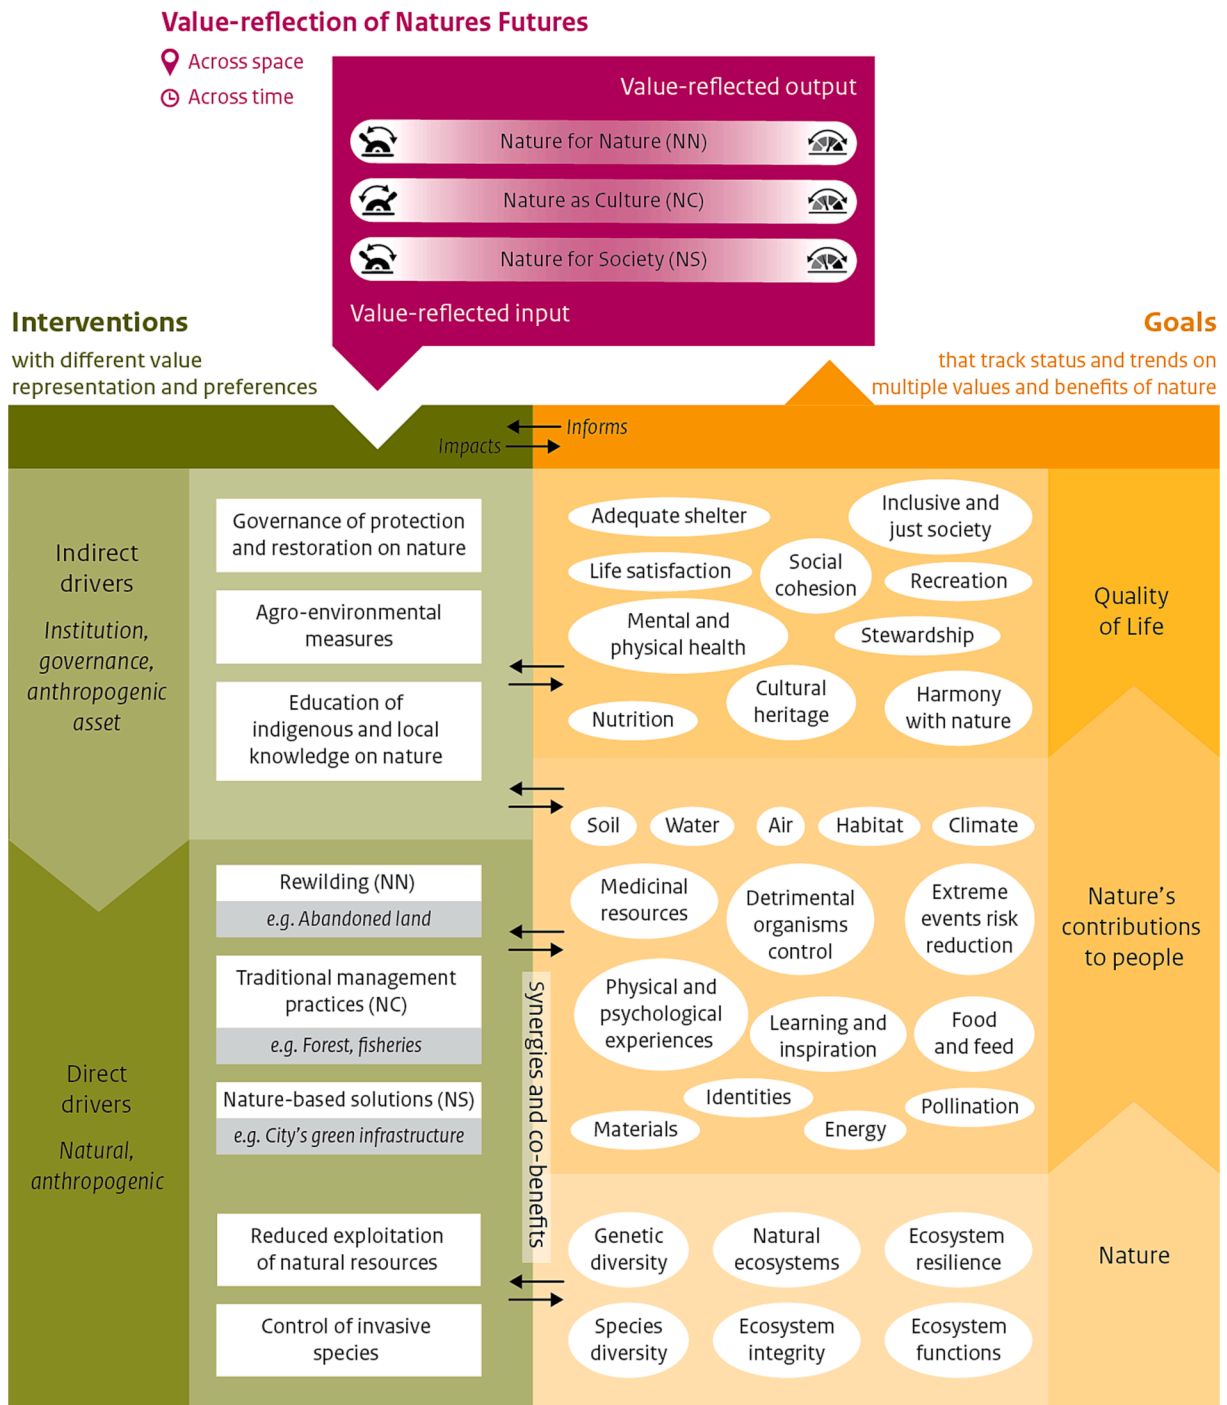 Value-reflection of Natures Futures
Across space
Across time
Value-reflected output
Nature for Nature (NN)
Nature as Culture (NC)
Nature for Society (NS)
Value-reflected input
Interventions
with different value
representation and preferences
Goals
that track status and trends on
multiple values and benefits of nature
Informs
Impacts
Indirect
drivers
Institution,
governance,
anthropogenic
asset
Governance of protection
and restoration on nature
Agro-environmental
measures
Education of
indigenous and local
knowledge on nature
Direct
drivers
Natural,
anthropogenic
Rewilding (NN)
e.g. Abandoned land
Traditional management
practices (NC)
e.g. Forest, fisheries
Nature-based solutions (NS)
e.g. City's green infrastructure
Reduced exploitation
of natural resources
Control of invasive
species
Synergies and co-benefits
Adequate shelter
Inclusive and
just society
Life satisfaction
Social
cohesion
Recreation
Mental and
physical health
Stewardship
Nutrition
Cultural
heritage
Harmony
with nature
Quality
of Life
Soil
Water
Air
Habitat
Climate
Medicinal
resources
Detrimental
organisms
control
Extreme
events risk
reduction
Physical and
psychological
experiences
Learning and
inspiration
Food
and feed
Identities
Pollination
Materials
Energy
Nature's
contributions
to people
Genetic
diversity
Natural
ecosystems
Ecosystem
resilience
Species
diversity
Ecosystem
integrity
Ecosystem
functions
Nature